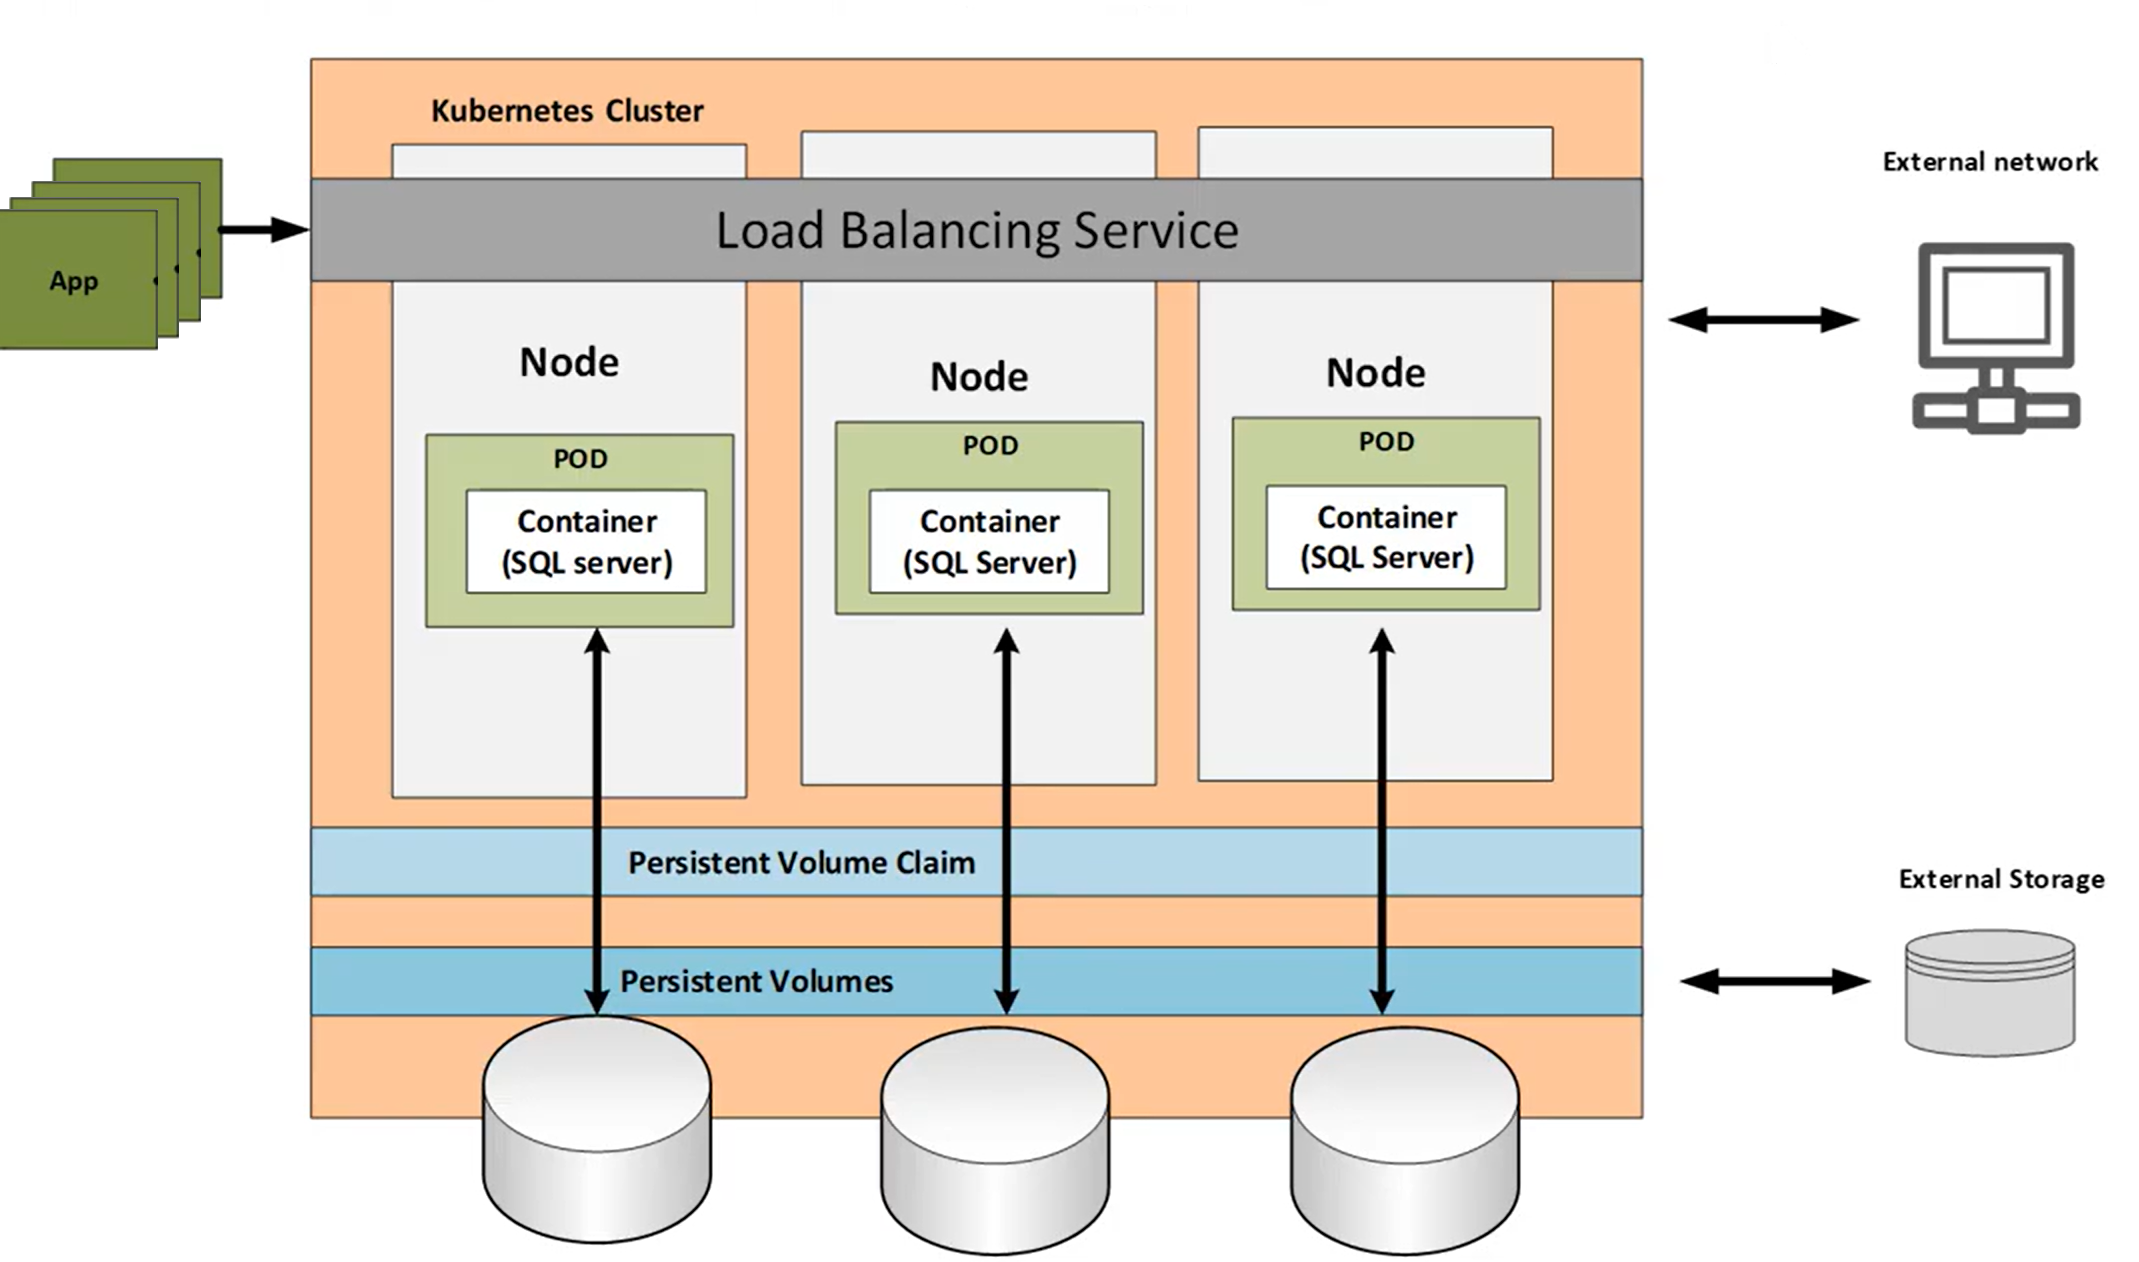 Kubernetes Cluster
External network
Load Balancing Service
App
Node
Node
Node
POD
Container
(SQL server)
POD
Container
(SQL Server)
POD
Container
(SQL Server)
Persistent Volume Claim
External Storage
Persistent Volumes